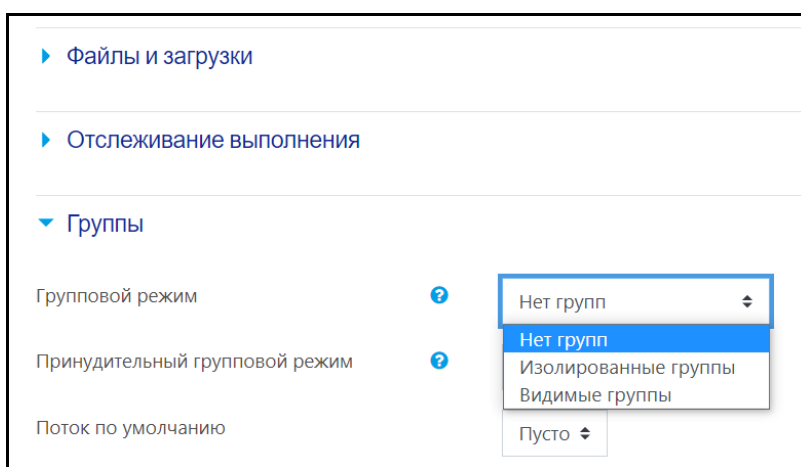 Файлы и загрузки
Отслеживание выполнения
Группы
Групповой режим
Нет групп
Нет групп
Изолированные группы
Видимые группы
Принудительный групповой режим
Поток по умолчанию
Пусто